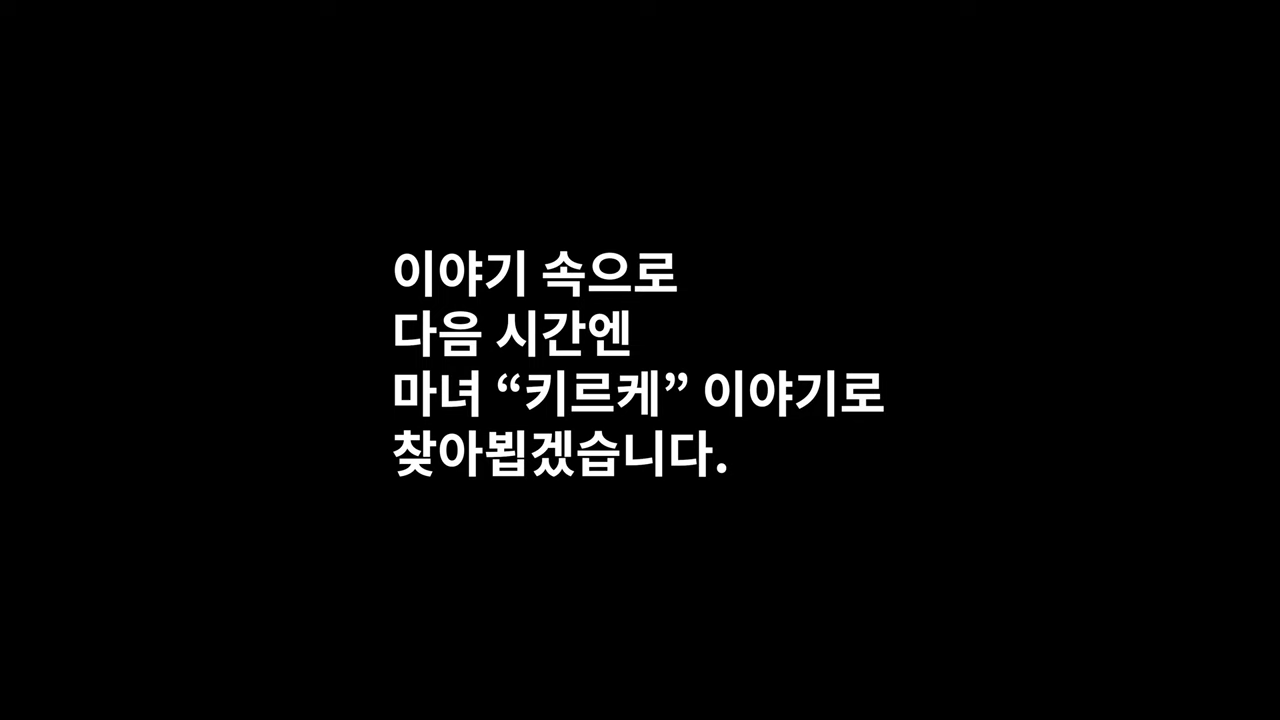 이야기 속으로
다음 시간엔
마녀 “키르케” 이야기로
찾아뵙겠습니다.